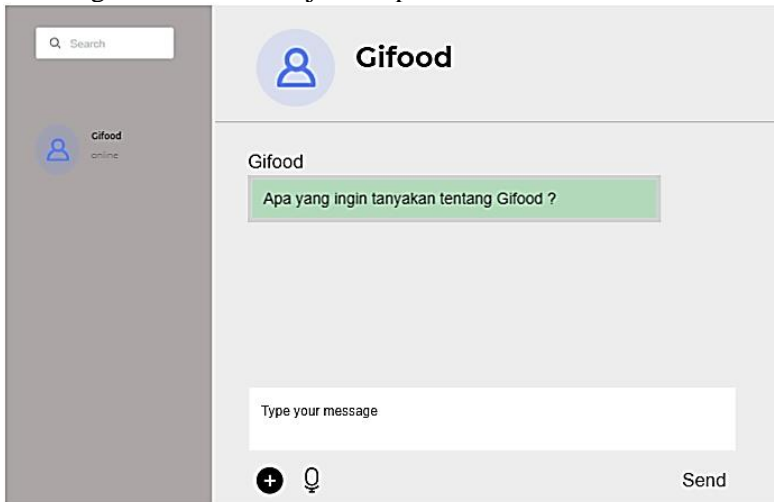 Search
Gifood
online
Gifood
Gifood
Apa yang ingin tanyakan tentang Gifood ?
Type your message
Send